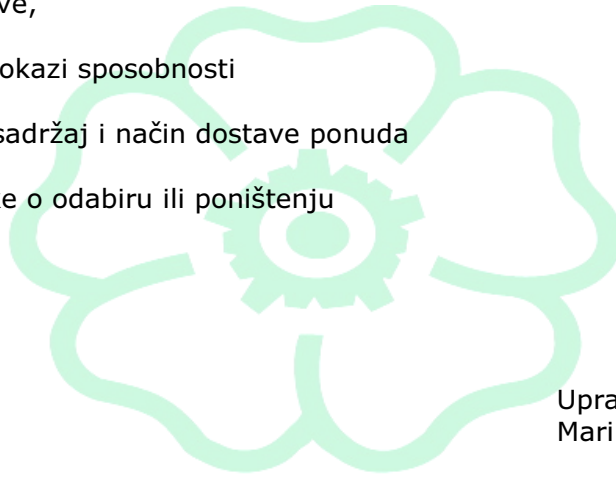 ve,
okazi sposobnosti
sadržaj i način dostave ponuda
e o odabiru ili poništenju
Upra
Mari